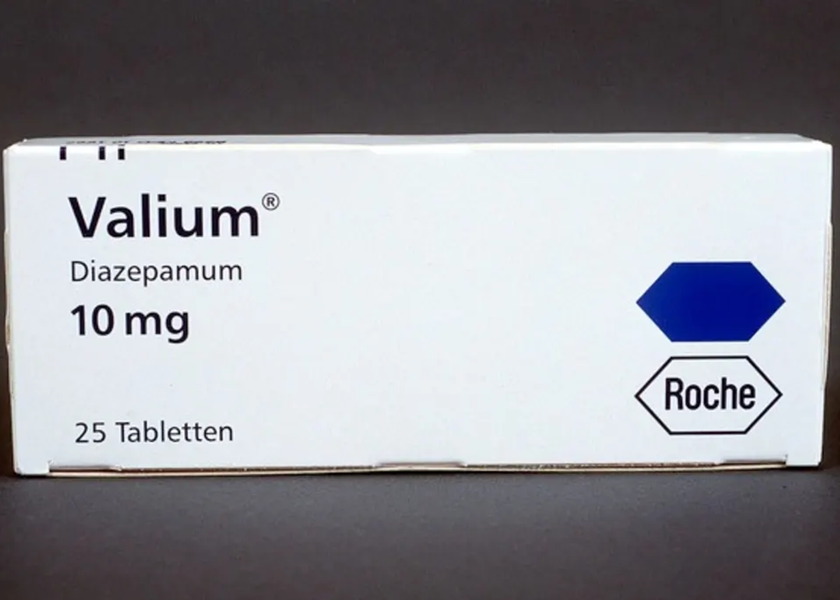 Valium®
Diazepamum
10 mg
25 Tabletten
Roche